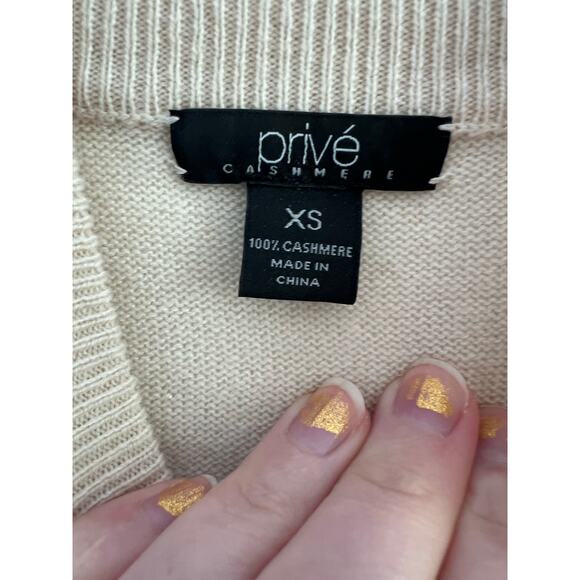 privé
CASHMERE
XS
100% CASHMERE
MADE IN
CHINA